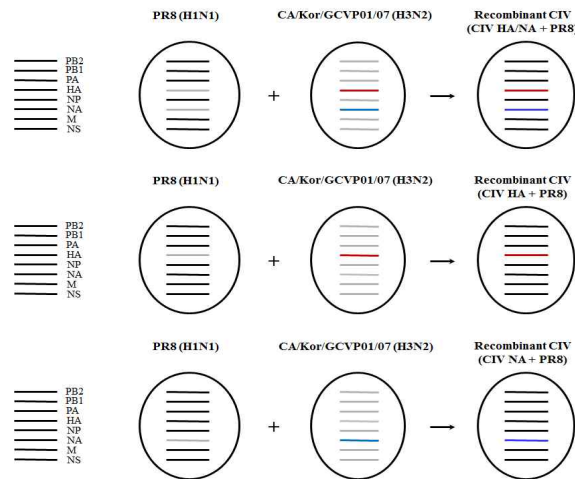 PR8 (H1N1)
CA/Kor/GCVP01/07 (H3N2)
Recombinant CIV
(CIV HA/NA + PR8)
PB2
PB1
PA
HA
NP
NA
M
NS
+
PR8 (H1N1)
CA/Kor/GCVP01/07 (H3N2)
Recombinant CIV
(CIV HA + PR8)
PB2
PB1
PA
HA
NP
NA
M
NS
+
PR8 (H1N1)
CA/Kor/GCVP01/07 (H3N2)
Recombinant CIV
(CIV NA + PR8)
PB2
PB1
PA
HA
NP
NA
M
NS
+